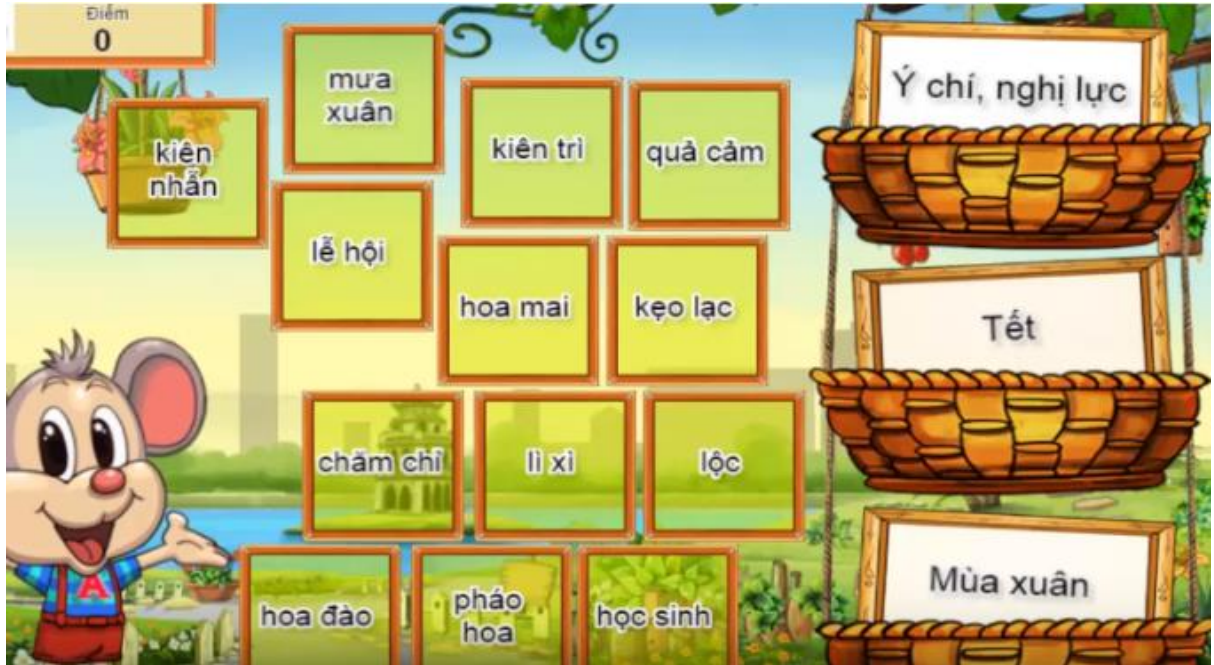 Điểm
0
mưa
xuân
kiên
nhẫn
kiên trì
quả cảm
lễ hội
hoa mai
kẹo lạc
chăm chỉ
lì xì
lộc
hoa đào
pháo
hoa
học sinh
Ý chí, nghị lực
Tết
Mùa xuân
A